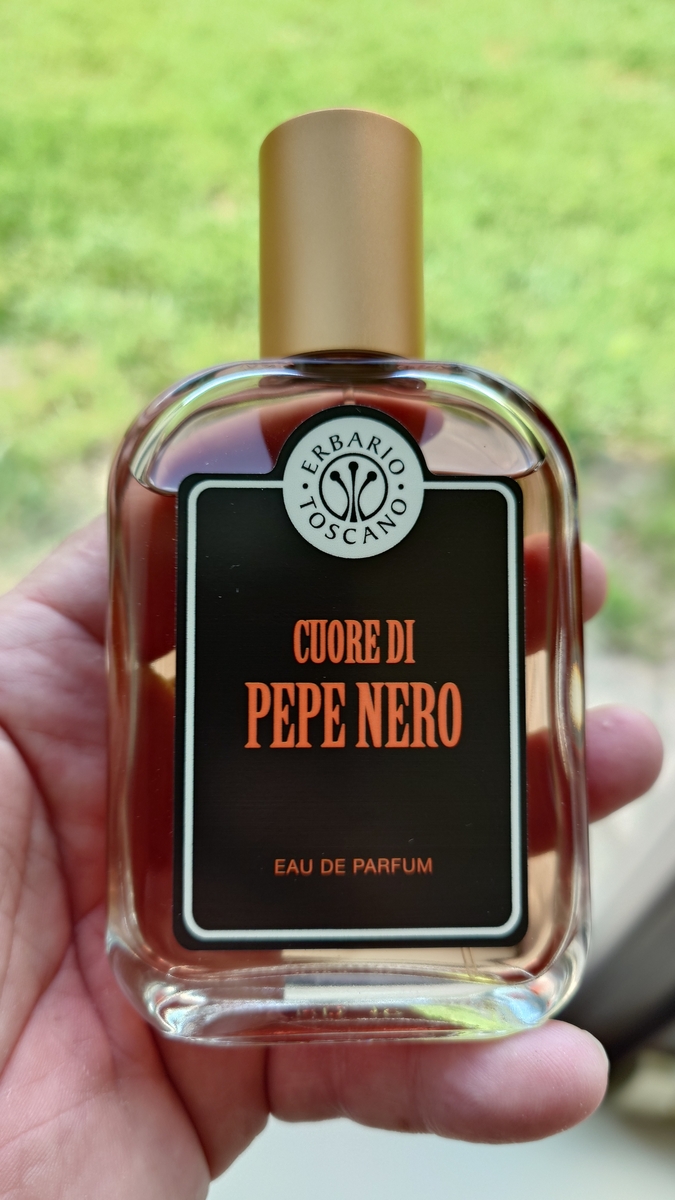 ERBARIO
TOSCANO
CUORE DI
PEPE NERO
EAU DE PARFUM